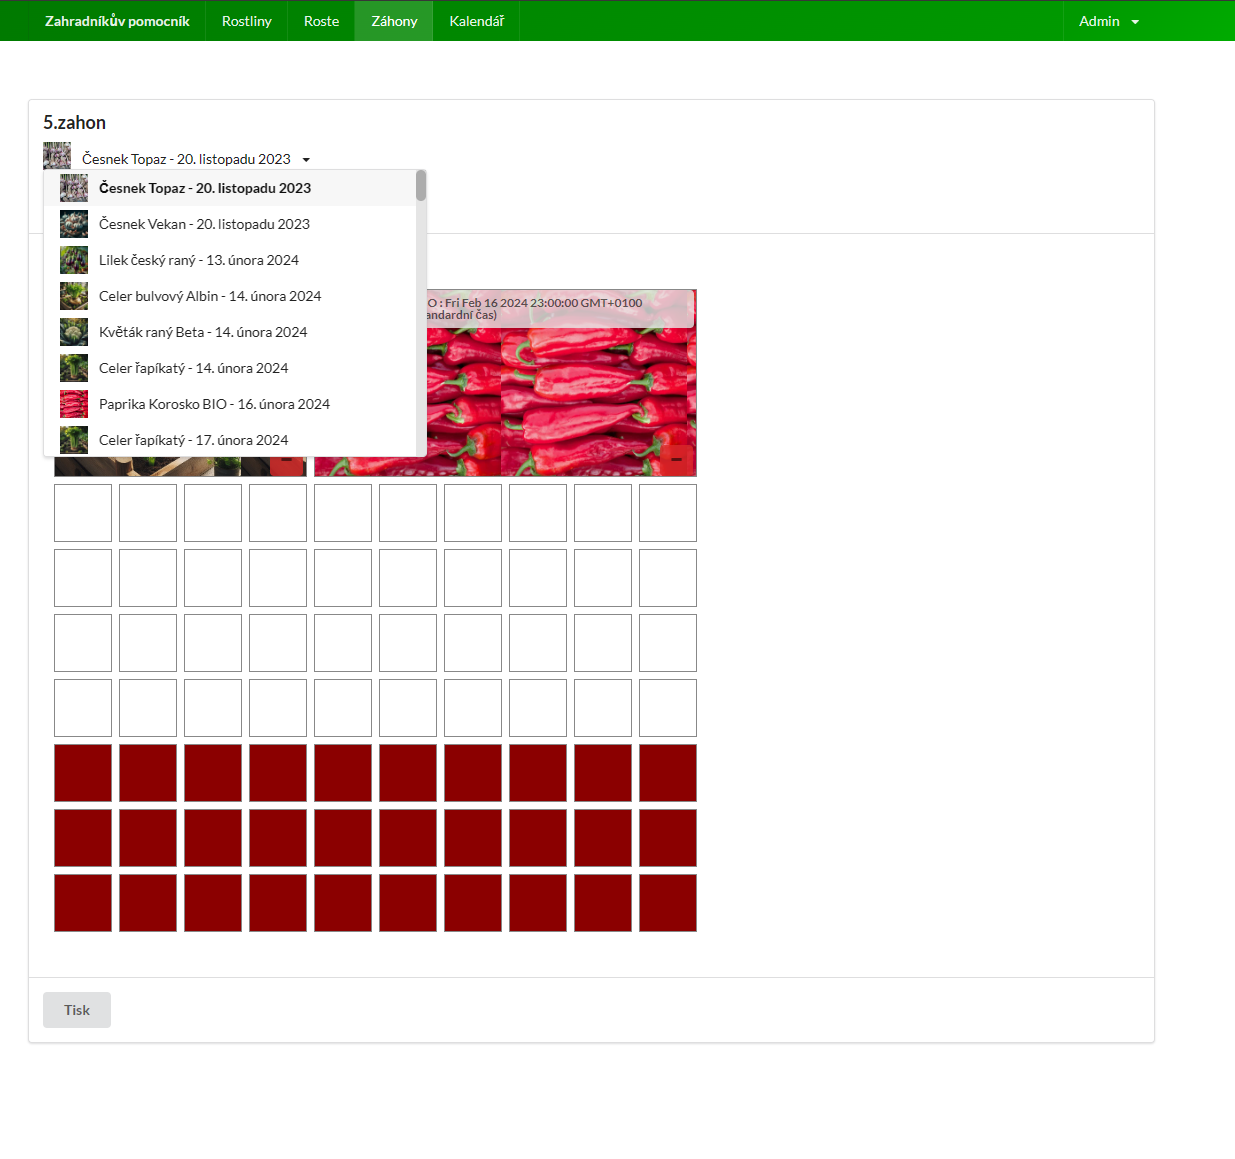 Zahradníkův pomocník Rostliny Roste Záhony Kalendář Admin
5.zahon
Česnek Topaz - 20. listopadu 2023
Česnek Topaz - 20. listopadu 2023
Česnek Vekan - 20. listopadu 2023
Lilek český raný - 13. února 2024
Celer bulvový Albin - 14. února 2024
Květák raný Beta - 14. února 2024
Celer řapíkatý - 14. února 2024
Paprika Korosko BIO - 16. února 2024
Celer řapíkatý - 17. února 2024
O : Fri Feb 16 2024 23:00:00 GMT+0100
andardní čas)
Tisk